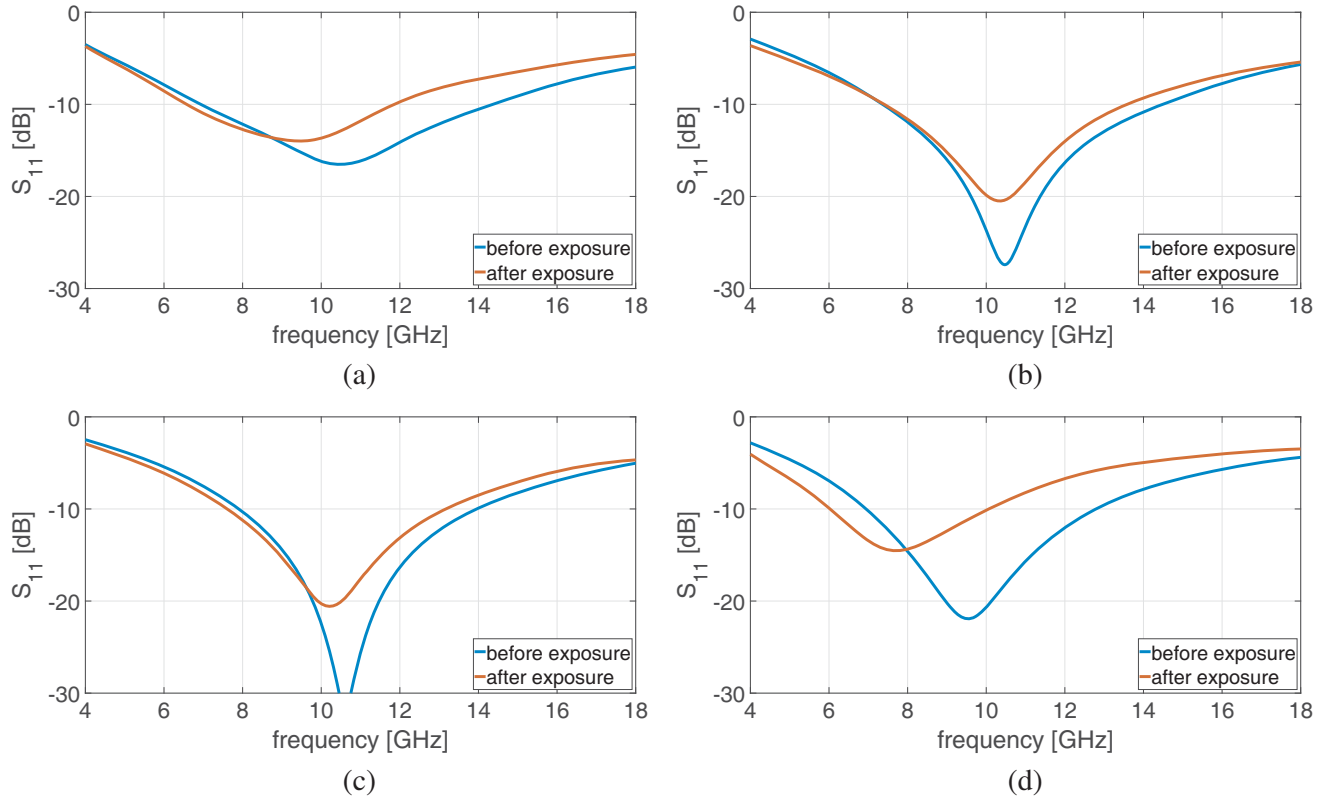 0
-10
-20
-30
S11 [dB]
before exposure
after exposure
4 6 8 10 12 14 16 18
frequency [GHz]
(a)
0
-10
-20
-30
S11 [dB]
before exposure
after exposure
4 6 8 10 12 14 16 18
frequency [GHz]
(b)
0
-10
-20
-30
S11 [dB]
before exposure
after exposure
4 6 8 10 12 14 16 18
frequency [GHz]
(c)
0
-10
-20
-30
S11 [dB]
before exposure
after exposure
4 6 8 10 12 14 16 18
frequency [GHz]
(d)